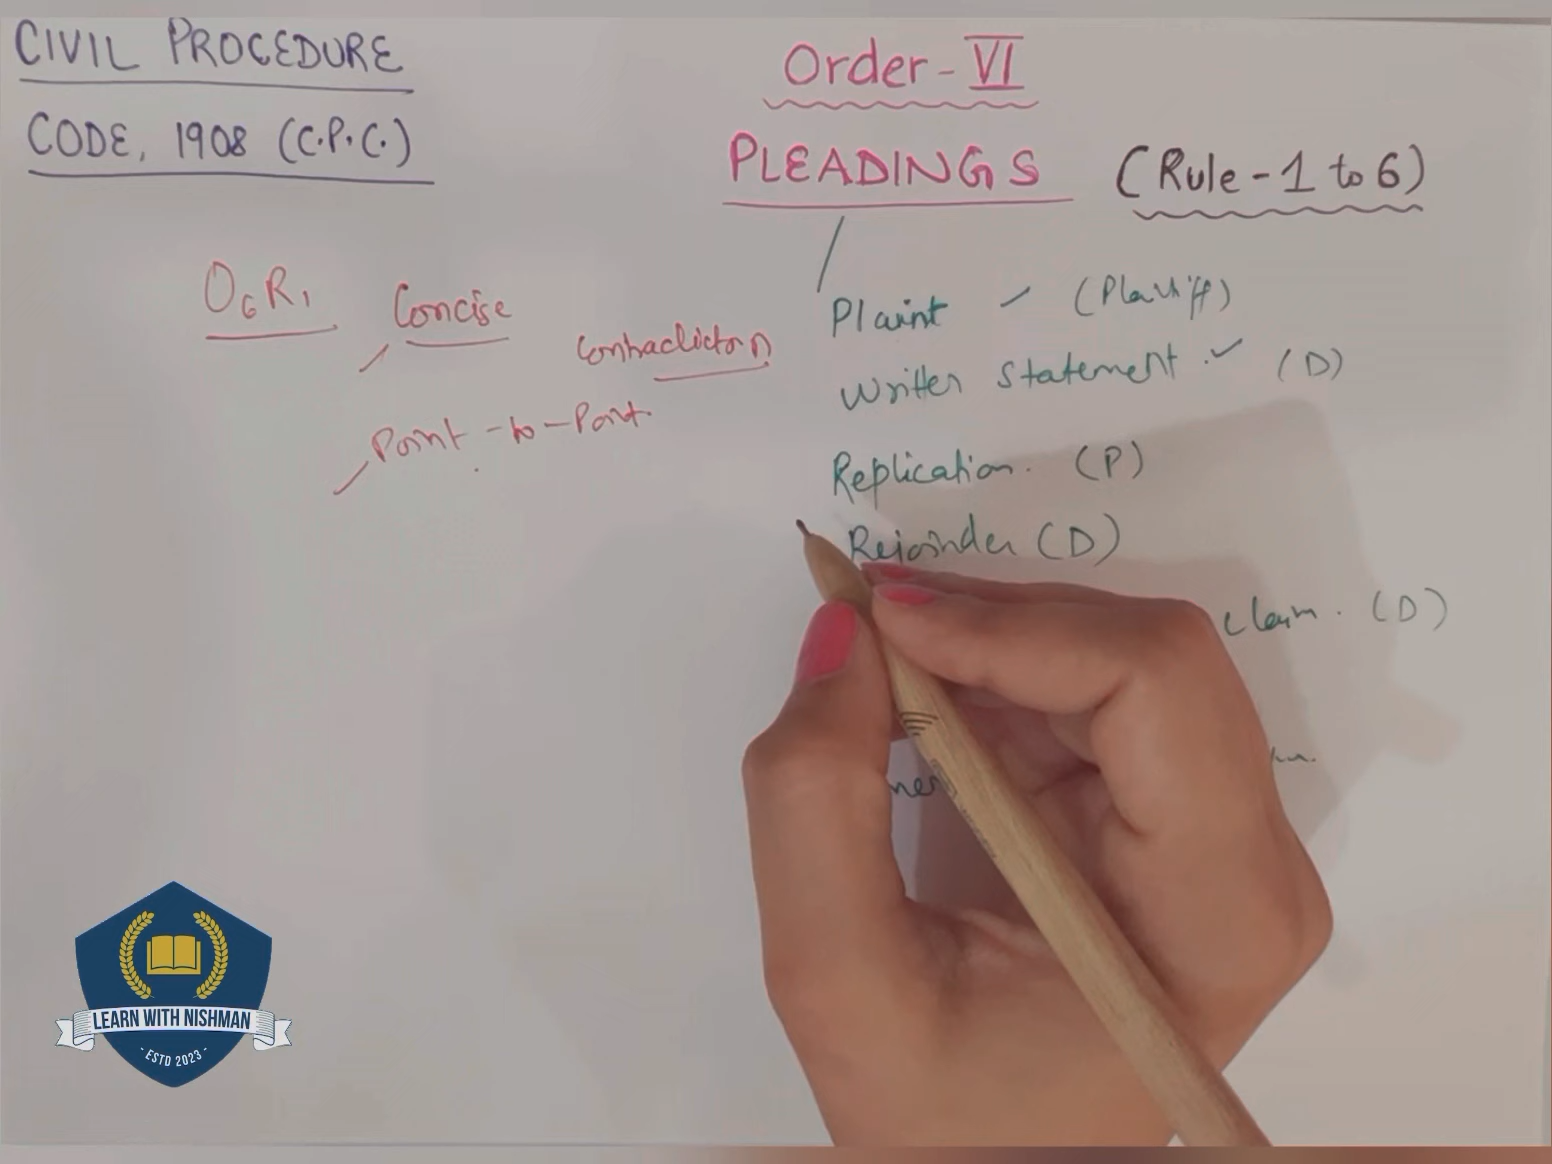 CIVIL PROCEDURE
CODE, 1908 (C.P.C.)
Order - VI
PLEADINGS (Rule - 1 to 6)
O6R1
Concise
Contradictory
Point - to - Point.
Plaint (Plaintiff)
Written Statement. (D)
Replication. (P)
Rejoinder (D)
claim. (D)
LEARN WITH NISHMAN
- ESTD 2023 -